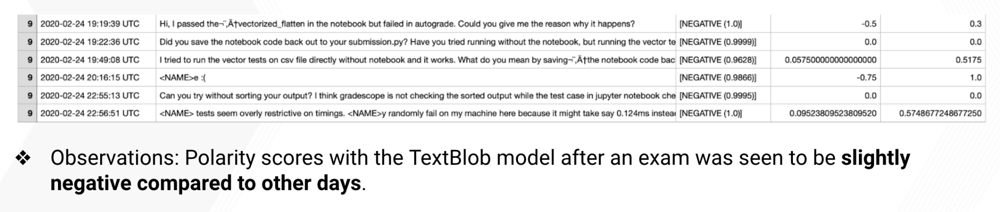 9 2020-02-24 19:19:39 UTC Hi, I passed the¬¨‚Ä†vectorized_flatten in the notebook but failed in autograde. Could you give me the reason why it happens? [NEGATIVE (1.0)] -0.5 0.3
9 2020-02-24 19:22:36 UTC Did you save the notebook code back out to your submission.py? Have you tried running without the notebook, but running the vector te [NEGATIVE (0.9999)] 0.0 0.0
9 2020-02-24 19:49:08 UTC I tried to run the vector tests on csv file directly without notebook and it works. What do you mean by saving¬¨‚Ä†the notebook code bac [NEGATIVE (0.9628)] 0.057500000000000000 0.5175
9 2020-02-24 20:16:15 UTC <NAME>e :( [NEGATIVE (0.9866)] -0.75 1.0
9 2020-02-24 22:55:13 UTC Can you try without sorting your output? I think gradescope is not checking the sorted output while the test case in jupyter notebook che [NEGATIVE (0.9995)] 0.0 0.0
9 2020-02-24 22:56:51 UTC <NAME> tests seem overly restrictive on timings. <NAME>y randomly fail on my machine here because it might take say 0.124ms instead [NEGATIVE (1.0)] 0.09523809523809520 0.5748677248677250
❖ Observations: Polarity scores with the TextBlob model after an exam was seen to be slightly
negative compared to other days.